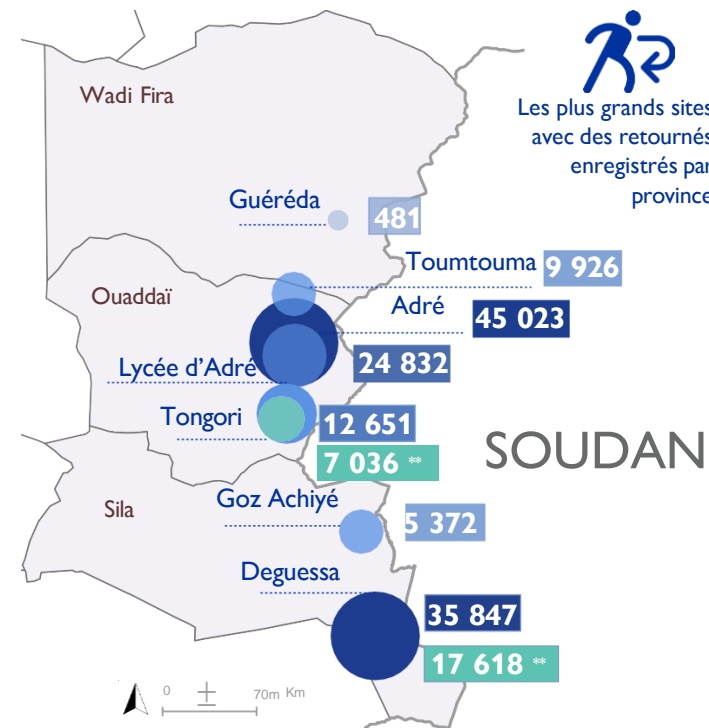 Les plus grands sites
avec des retournés
enregistrés par
province
Wadi Fira
Guéréda
481
Toumtouma 9 926
Ouaddaï
Adré
45 023
Lycée d'Adré
24 832
Tongori
12 651
7 036 **
SOUDAN
Sila
Goz Achiyé
5 372
Deguessa
35 847
17 618 **
0 70m Km